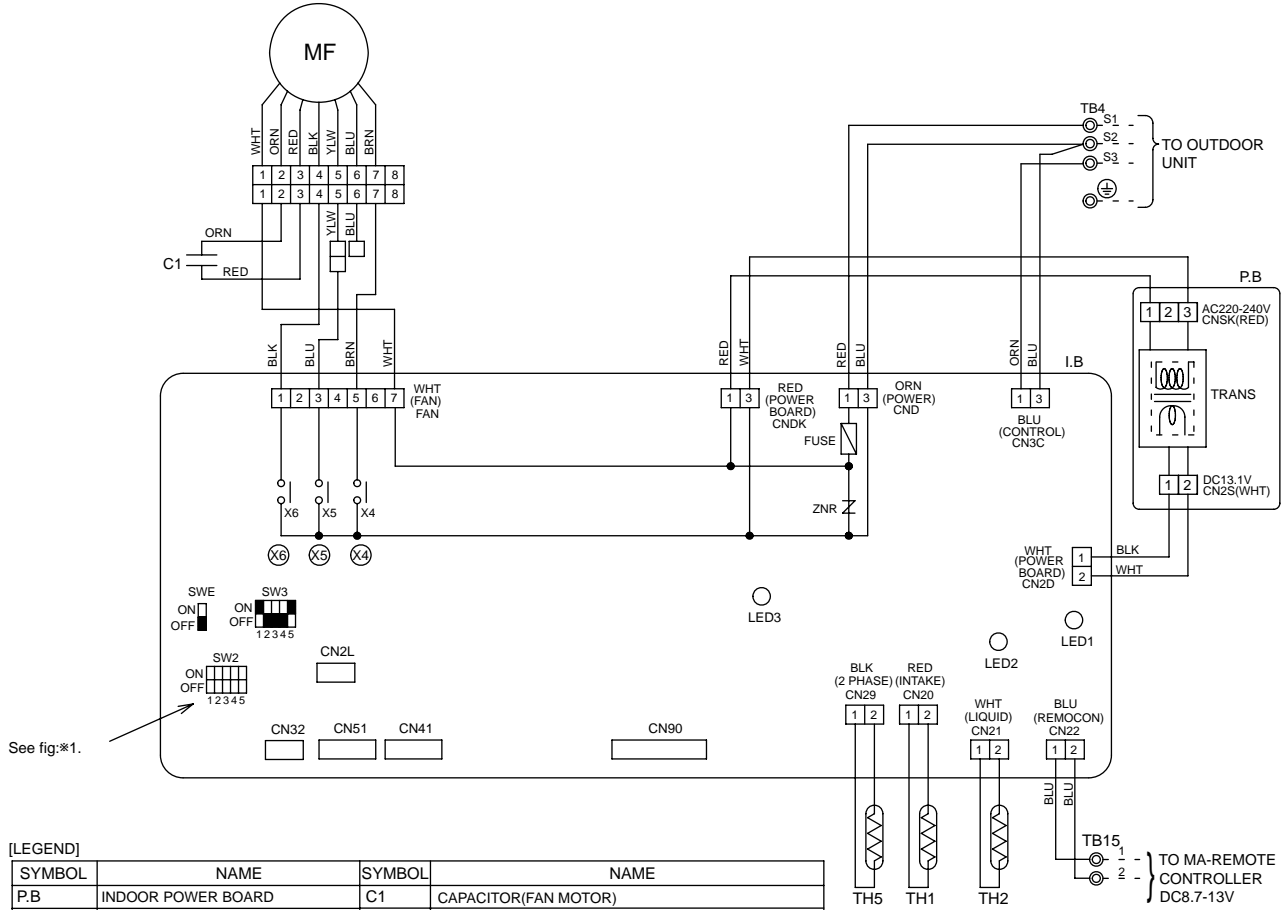 MF
WHT ORN RED BLK YLW BLU BRN
1 2 3 4 5 6 7 8
1 2 3 4 5 6 7 8
ORN
C1
RED
YLW
BLU
BLK
BLU
BRN
WHT
1 2 3 4 5 6 7
WHT
(FAN)
FAN
X6
X5
X4
X6 X5 X4
RED
WHT
1 3
RED
(POWER
BOARD)
CNDK
RED
BLU
1 3
ORN
(POWER)
CND
FUSE
ZNR
ORN
BLU
1 3
BLU
(CONTROL)
CN3C
I.B
TB4
S1
S2
S3
TO OUTDOOR
UNIT
P.B
1 2 3
AC220-240V
CNSK(RED)
TRANS
1 2
DC13.1V
CN2S(WHT)
WHT
(POWER
BOARD)
CN2D
1
2
BLK
WHT
LED3
LED2
LED1
SWE
ON
OFF
SW3
ON
OFF
1 2 3 4 5
SW2
ON
OFF
1 2 3 4 5
See fig:※1.
CN2L
CN32
CN51
CN41
CN90
BLK
(2 PHASE)
CN29
1 2
RED
(INTAKE)
CN20
1 2
WHT
(LIQUID)
CN21
1 2
BLU
(REMOCON)
CN22
1 2
BLU
BLU
TH5
TH1
TH2
TB15
1
2
TO MA-REMOTE
CONTROLLER
DC8.7-13V
[LEGEND]
SYMBOL NAME SYMBOL NAME
P.B INDOOR POWER BOARD C1 CAPACITOR(FAN MOTOR)